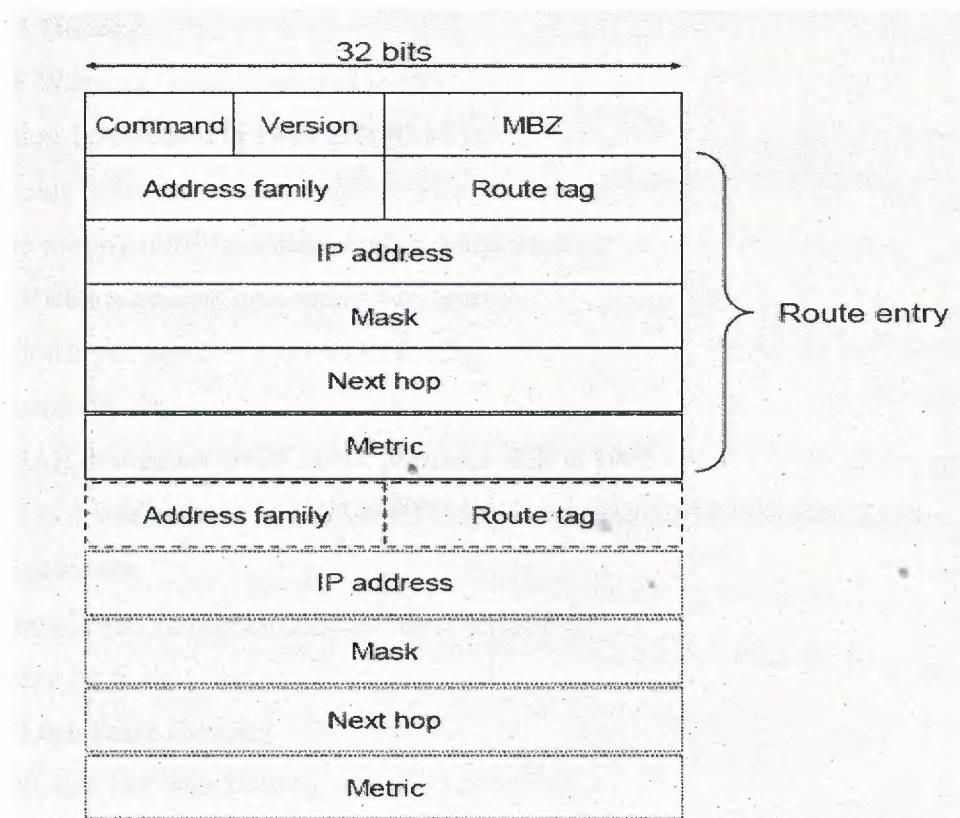 32 bits
Command Version MBZ
Address family Route tag
IP address
Mask
Next hop
Route entry
Metric
Address family Route tag
IP address
Mask
Next hop
Metric